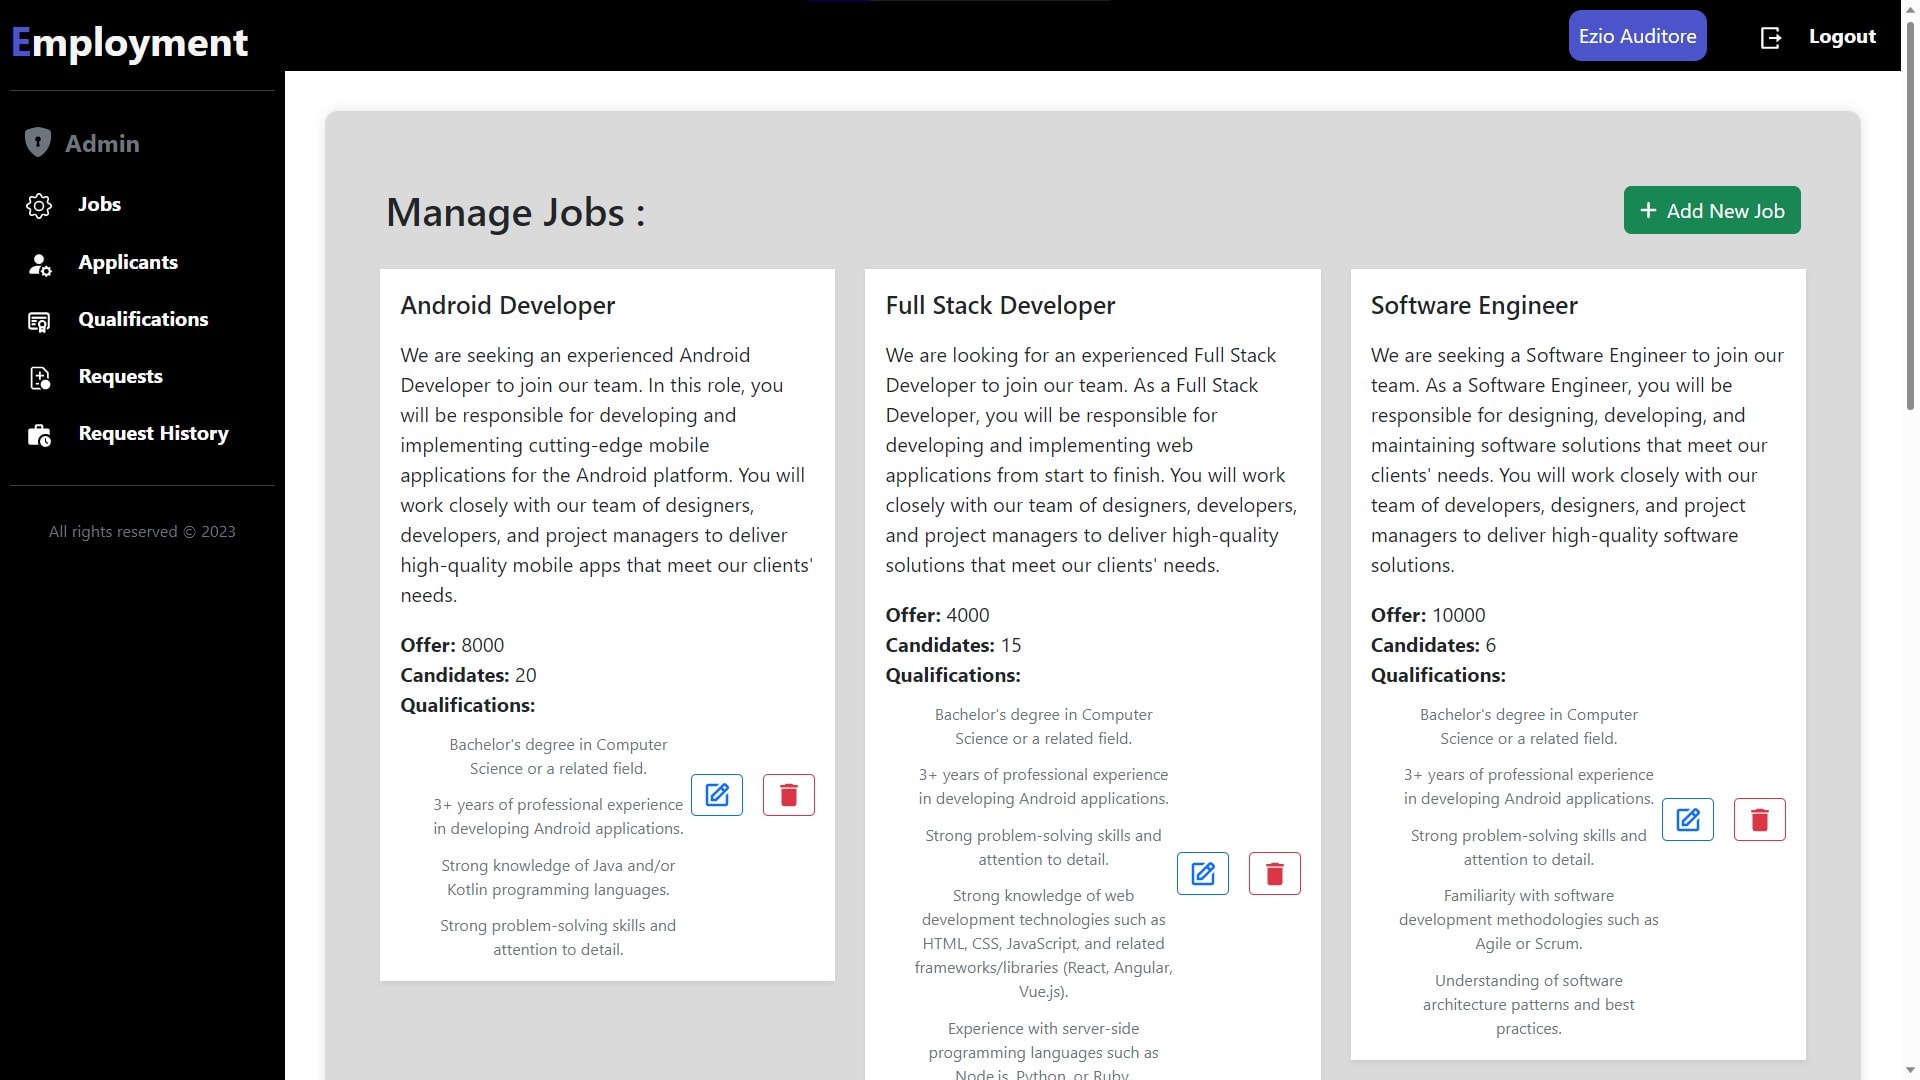 Employment
Ezio Auditore
Logout
Admin
Jobs
Applicants
Qualifications
Requests
Request History
All rights reserved © 2023
Manage Jobs :
+ Add New Job
Android Developer
We are seeking an experienced Android
Developer to join our team. In this role, you
will be responsible for developing and
implementing cutting-edge mobile
applications for the Android platform. You will
work closely with our team of designers,
developers, and project managers to deliver
high-quality mobile apps that meet our clients'
needs.
Offer: 8000
Candidates: 20
Qualifications:
Bachelor's degree in Computer
Science or a related field.
3+ years of professional experience
in developing Android applications.
Strong knowledge of Java and/or
Kotlin programming languages.
Strong problem-solving skills and
attention to detail.
Full Stack Developer
We are looking for an experienced Full Stack
Developer to join our team. As a Full Stack
Developer, you will be responsible for
developing and implementing web
applications from start to finish. You will work
closely with our team of designers, developers,
and project managers to deliver high-quality
solutions that meet our clients' needs.
Offer: 4000
Candidates: 15
Qualifications:
Bachelor's degree in Computer
Science or a related field.
3+ years of professional experience
in developing Android applications.
Strong problem-solving skills and
attention to detail.
Strong knowledge of web
development technologies such as
HTML, CSS, JavaScript, and related
frameworks/libraries (React, Angular,
Vue.js).
Experience with server-side
programming languages such as
Node.js, Python, or Ruby.
Software Engineer
We are seeking a Software Engineer to join our
team. As a Software Engineer, you will be
responsible for designing, developing, and
maintaining software solutions that meet our
clients' needs. You will work closely with our
team of developers, designers, and project
managers to deliver high-quality software
solutions.
Offer: 10000
Candidates: 6
Qualifications:
Bachelor's degree in Computer
Science or a related field.
3+ years of professional experience
in developing Android applications.
Strong problem-solving skills and
attention to detail.
Familiarity with software
development methodologies such as
Agile or Scrum.
Understanding of software
architecture patterns and best
practices.